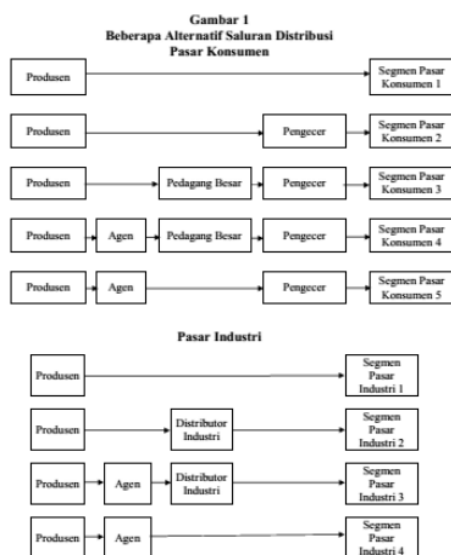 Gambar 1
Beberapa Alternatif Saluran Distribusi
Pasar Konsumen
Produsen
Segmen Pasar
Konsumen 1
Produsen
Pengecer
Segmen Pasar
Konsumen 2
Produsen
Pedagang Besar
Pengecer
Segmen Pasar
Konsumen 3
Produsen
Agen
Pedagang Besar
Pengecer
Segmen Pasar
Konsumen 4
Produsen
Agen
Pengecer
Segmen Pasar
Konsumen 5
Pasar Industri
Produsen
Segmen
Pasar
Industri 1
Produsen
Distributor
Industri
Segmen
Pasar
Industri 2
Produsen
Agen
Distributor
Industri
Segmen
Pasar
Industri 3
Produsen
Agen
Segmen
Pasar
Industri 4